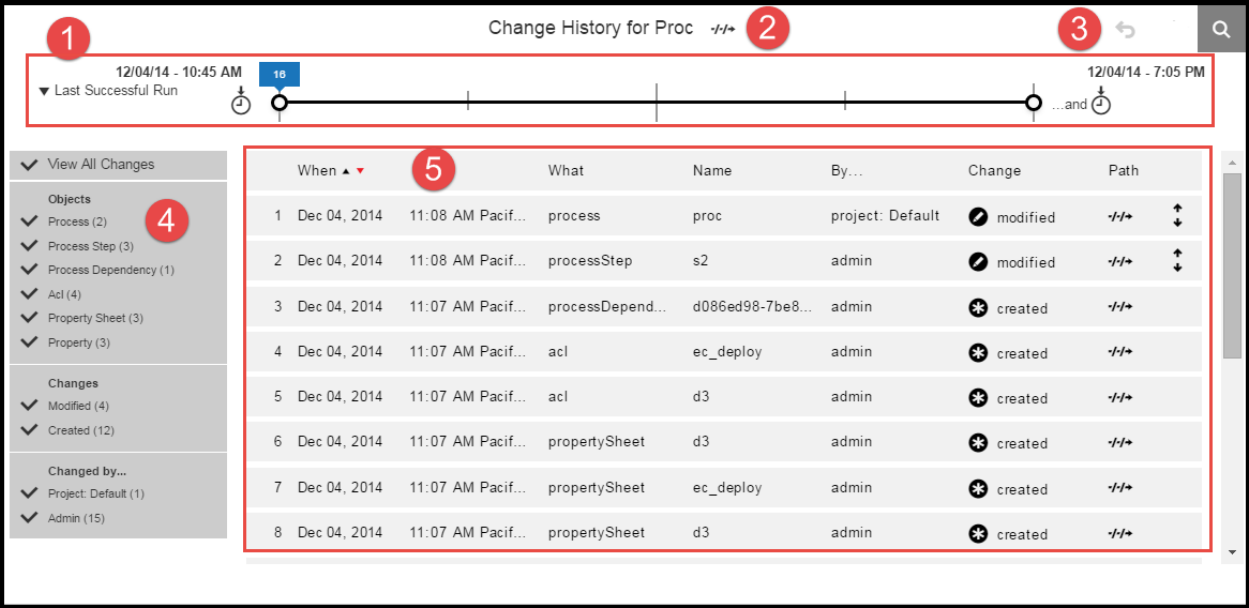 1
Change History for Proc
2
3
12/04/14 - 10:45 AM
16
12/04/14 - 7:05 PM
▼ Last Successful Run
...and
View All Changes
Objects
Process (2)
4
Process Step (3)
Process Dependency (1)
Acl (4)
Property Sheet (3)
Property (3)
Changes
Modified (4)
Created (12)
Changed by...
Project: Default (1)
Admin (15)
When ▲ ▼ 5 What Name By... Change Path
1 Dec 04, 2014 11:08 AM Pacif... process proc project: Default modified
2 Dec 04, 2014 11:08 AM Pacif... processStep s2 admin modified
3 Dec 04, 2014 11:07 AM Pacif... processDepend... d086ed98-7be8... admin created
4 Dec 04, 2014 11:07 AM Pacif... acl ec_deploy admin created
5 Dec 04, 2014 11:07 AM Pacif... acl d3 admin created
6 Dec 04, 2014 11:07 AM Pacif... propertySheet d3 admin created
7 Dec 04, 2014 11:07 AM Pacif... propertySheet ec_deploy admin created
8 Dec 04, 2014 11:07 AM Pacif... propertySheet d3 admin created